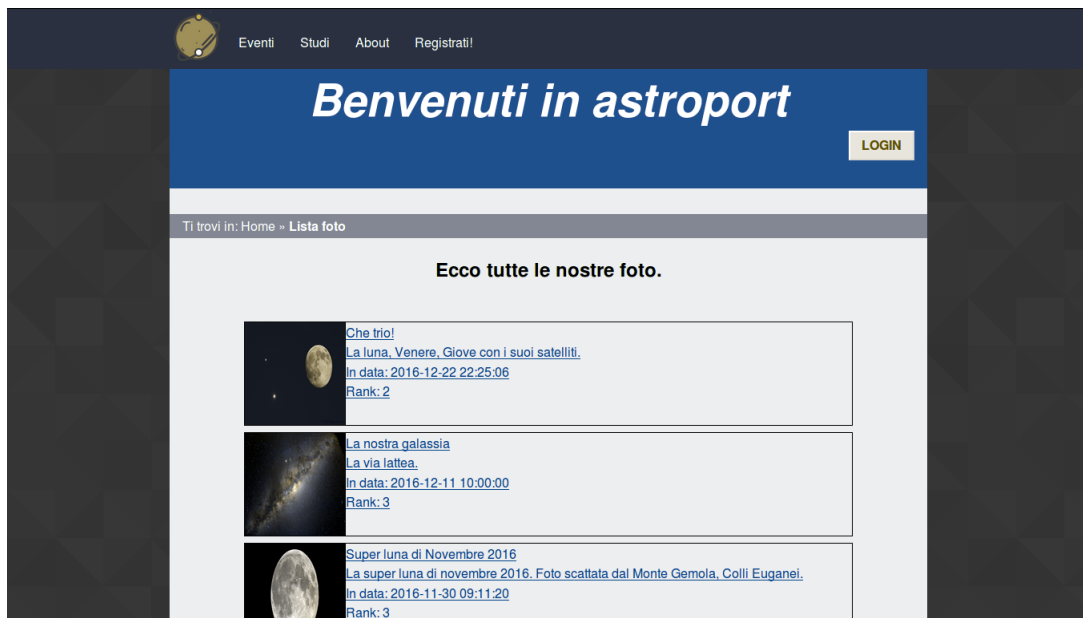 Eventi Studi About Registrati!
Benvenuti in astroport
LOGIN
Ti trovi in: Home » Lista foto
Ecco tutte le nostre foto.
Che trio!
La luna, Venere, Giove con i suoi satelliti.
In data: 2016-12-22 22:25:06
Rank: 2
La nostra galassia
La via lattea.
In data: 2016-12-11 10:00:00
Rank: 3
Super luna di Novembre 2016
La super luna di novembre 2016. Foto scattata dal Monte Gemola, Colli Euganei.
In data: 2016-11-30 09:11:20
Rank: 3